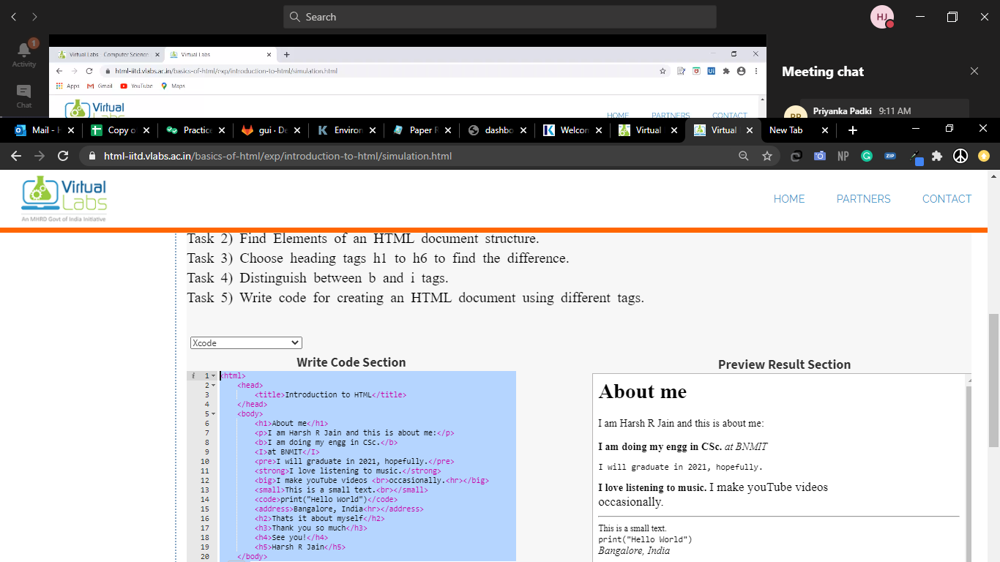 Search
HJ
1
Activity
Meeting chat
Virtual Labs - Computer Science
Virtual Labs
html-iitd.vlabs.ac.in/basics-of-html/exp/introduction-to-html/simulation.html
Chat
Apps Gmail YouTube Maps
Virtual
HOME PARTNERS CONTACT
Priyanka Padki 9:11 AM
Mail - H
Copy o
Practice
gui · De
Environ
Paper F
dashbo
Welcon
Virtual
Virtual
New Tab
html-iitd.vlabs.ac.in/basics-of-html/exp/introduction-to-html/simulation.html
NP
ZIP
Virtual
Labs
An MHRD Govt of India Initiative
HOME PARTNERS CONTACT
Task 2) Find Elements of an HTML document structure.
Task 3) Choose heading tags h1 to h6 to find the difference.
Task 4) Distinguish between b and i tags.
Task 5) Write code for creating an HTML document using different tags.
Xcode
Write Code Section
1 <html>
2 <head>
3 <title>Introduction to HTML</title>
4 </head>
5 <body>
6 <h1>About me</h1>
7 <p>I am Harsh R Jain and this is about me:</p>
8 <b>I am doing my engg in CSc.</b>
9 <I>at BNMIT</I>
10 <pre>I will graduate in 2021, hopefully.</pre>
11 <strong>I love listening to music.</strong>
12 <big>I make youTube videos <br>occasionally.<hr></big>
13 <small>This is a small text.<br></small>
14 <code>print("Hello World")</code>
15 <address>Bangalore, India<hr></address>
16 <h2>Thats it about myself</h2>
17 <h3>Thank you so much</h3>
18 <h4>See you!</h4>
19 <h5>Harsh R Jain</h5>
20 </body>
Preview Result Section
About me
I am Harsh R Jain and this is about me:
I am doing my engg in CSc. at BNMIT
I will graduate in 2021, hopefully.
I love listening to music. I make youTube videos
occasionally.
This is a small text.
print("Hello World")
Bangalore, India